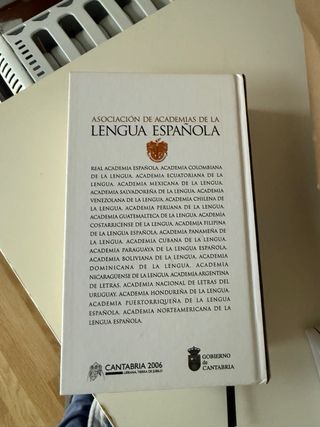 ASOCIACIÓN DE ACADEMIAS DE LA
LENGUA ESPAÑOLA
REAL ACADEMIA ESPAÑOLA, ACADEMIA COLOMBIANA
DE LA LENGUA, ACADEMIA ECUATORIANA DE LA
LENGUA, ACADEMIA MEXICANA DE LA LENGUA,
ACADEMIA SALVADOREÑA DE LA LENGUA, ACADEMIA
VENEZOLANA DE LA LENGUA, ACADEMIA CHILENA DE
LA LENGUA, ACADEMIA PERUANA DE LA LENGUA,
ACADEMIA GUATEMALTECA DE LA LENGUA, ACADEMIA
COSTARRICENSE DE LA LENGUA, ACADEMIA FILIPINA
DE LA LENGUA ESPAÑOLA, ACADEMIA PANAMEÑA DE
LA LENGUA, ACADEMIA CUBANA DE LA LENGUA,
ACADEMIA PARAGUAYA DE LA LENGUA ESPAÑOLA,
ACADEMIA BOLIVIANA DE LA LENGUA, ACADEMIA
DOMINICANA DE LA LENGUA, ACADEMIA
NICARAGÜENSE DE LA LENGUA, ACADEMIA ARGENTINA
DE LETRAS, ACADEMIA NACIONAL DE LETRAS DEL
URUGUAY, ACADEMIA HONDUREÑA DE LA LENGUA,
ACADEMIA PUERTORRIQUEÑA DE LA LENGUA
ESPAÑOLA, ACADEMIA NORTEAMERICANA DE LA
LENGUA ESPAÑOLA.
CANTABRIA 2006
LIÉBANA, TIERRA DE JUBILEO
GOBIERNO
de
CANTABRIA